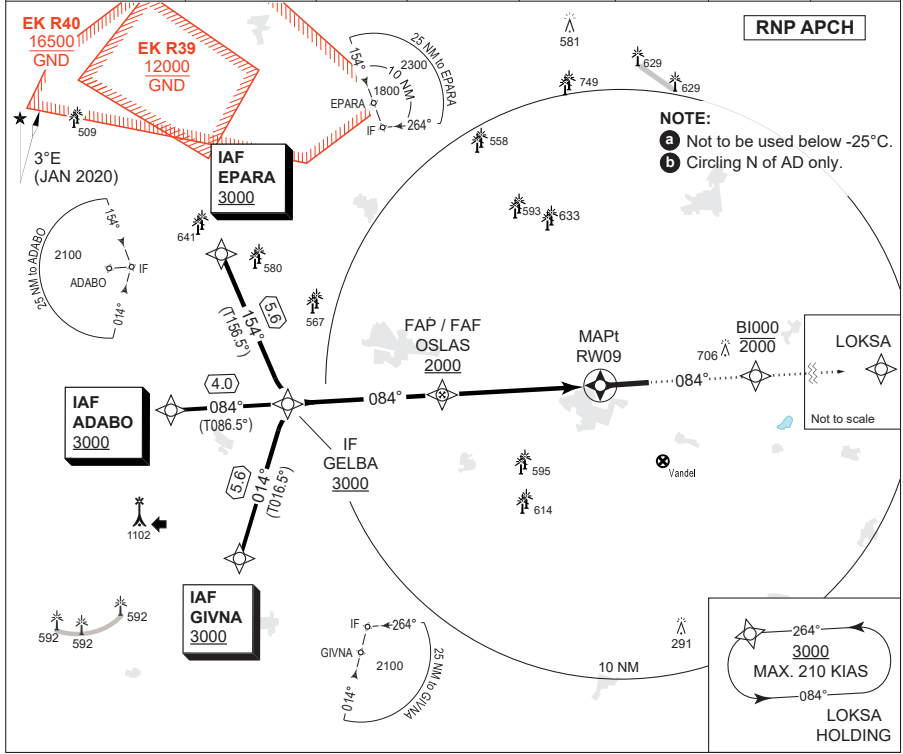 EK R40
16500
GND
EK R39
12000
GND
RNP APCH
581
629
629
749
25 NM to EPARA
154°
10 NM
2300
1800
EPARA
IF
264°
509
3°E
(JAN 2020)
558
NOTE:
a Not to be used below -25°C.
b Circling N of AD only.
IAF
EPARA
3000
593
633
641
580
567
25 NM to ADABO
154°
2100
ADABO
IF
014°
5.6
154°
(T156.5°)
FAP / FAF
OSLAS
2000
MAPt
RW09
BI000
2000
706
LOKSA
Not to scale
IAF
ADABO
3000
4.0
084°
(T086.5°)
084°
084°
IF
GELBA
3000
5.6
014°
(T016.5°)
595
614
Vandel
1102
IAF
GIVNA
3000
592
592
592
IF
264°
GIVNA
2100
014°
25 NM to GIVNA
291
10 NM
264°
3000
MAX. 210 KIAS
084°
LOKSA
HOLDING